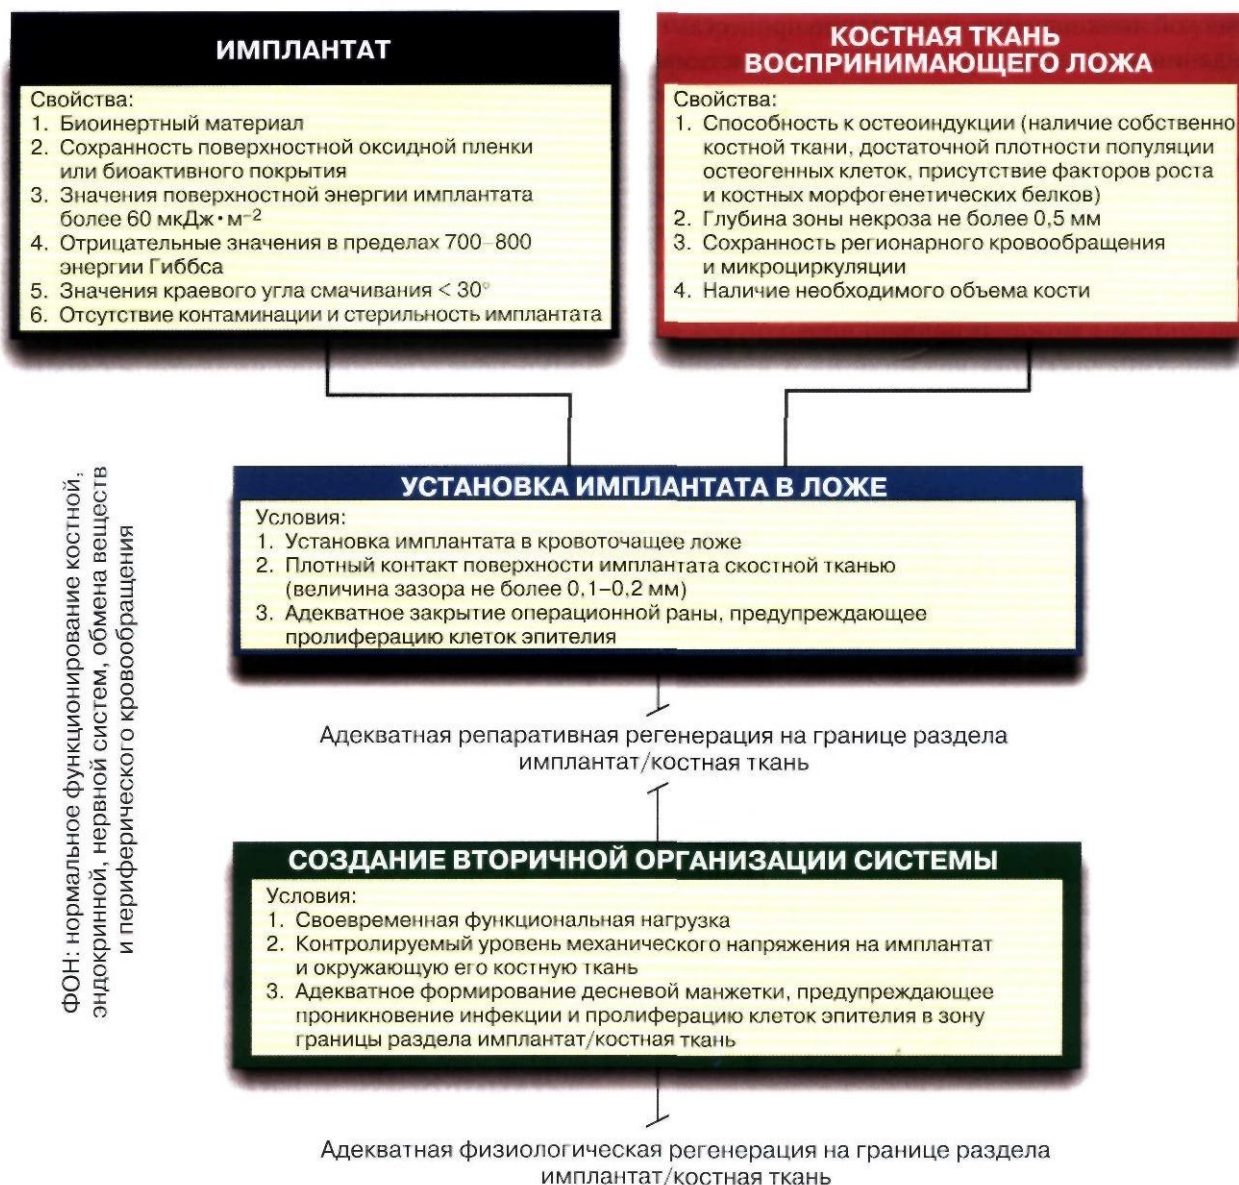 ИМПЛАНТАТ
Свойства:
1. Биоинертный материал
2. Сохранность поверхностной оксидной пленки
или биоактивного покрытия
3. Значения поверхностной энергии имплантата
более 60 мкДж•м⁻²
4. Отрицательные значения в пределах 700–800
энергии Гиббса
5. Значения краевого угла смачивания < 30°
6. Отсутствие контаминации и стерильность имплантата
КОСТНАЯ ТКАНЬ
ВОСПРИНИМАЮЩЕГО ЛОЖА
Свойства:
1. Способность к остеоиндукции (наличие собственно
костной ткани, достаточной плотности популяции
остеогенных клеток, присутствие факторов роста
и костных морфогенетических белков)
2. Глубина зоны некроза не более 0,5 мм
3. Сохранность регионарного кровообращения
и микроциркуляции
4. Наличие необходимого объема кости
ФОН: нормальное функционирование костной,
эндокринной, нервной систем, обмена веществ
и периферического кровообращения
УСТАНОВКА ИМПЛАНТАТА В ЛОЖЕ
Условия:
1. Установка имплантата в кровоточащее ложе
2. Плотный контакт поверхности имплантата скостной тканью
(величина зазора не более 0,1–0,2 мм)
3. Адекватное закрытие операционной раны, предупреждающее
пролиферацию клеток эпителия
Адекватная репаративная регенерация на границе раздела
имплантат/костная ткань
СОЗДАНИЕ ВТОРИЧНОЙ ОРГАНИЗАЦИИ СИСТЕМЫ
Условия:
1. Своевременная функциональная нагрузка
2. Контролируемый уровень механического напряжения на имплантат
и окружающую его костную ткань
3. Адекватное формирование десневой манжетки, предупреждающее
проникновение инфекции и пролиферацию клеток эпителия в зону
границы раздела имплантат/костная ткань
Адекватная физиологическая регенерация на границе раздела
имплантат/костная ткань